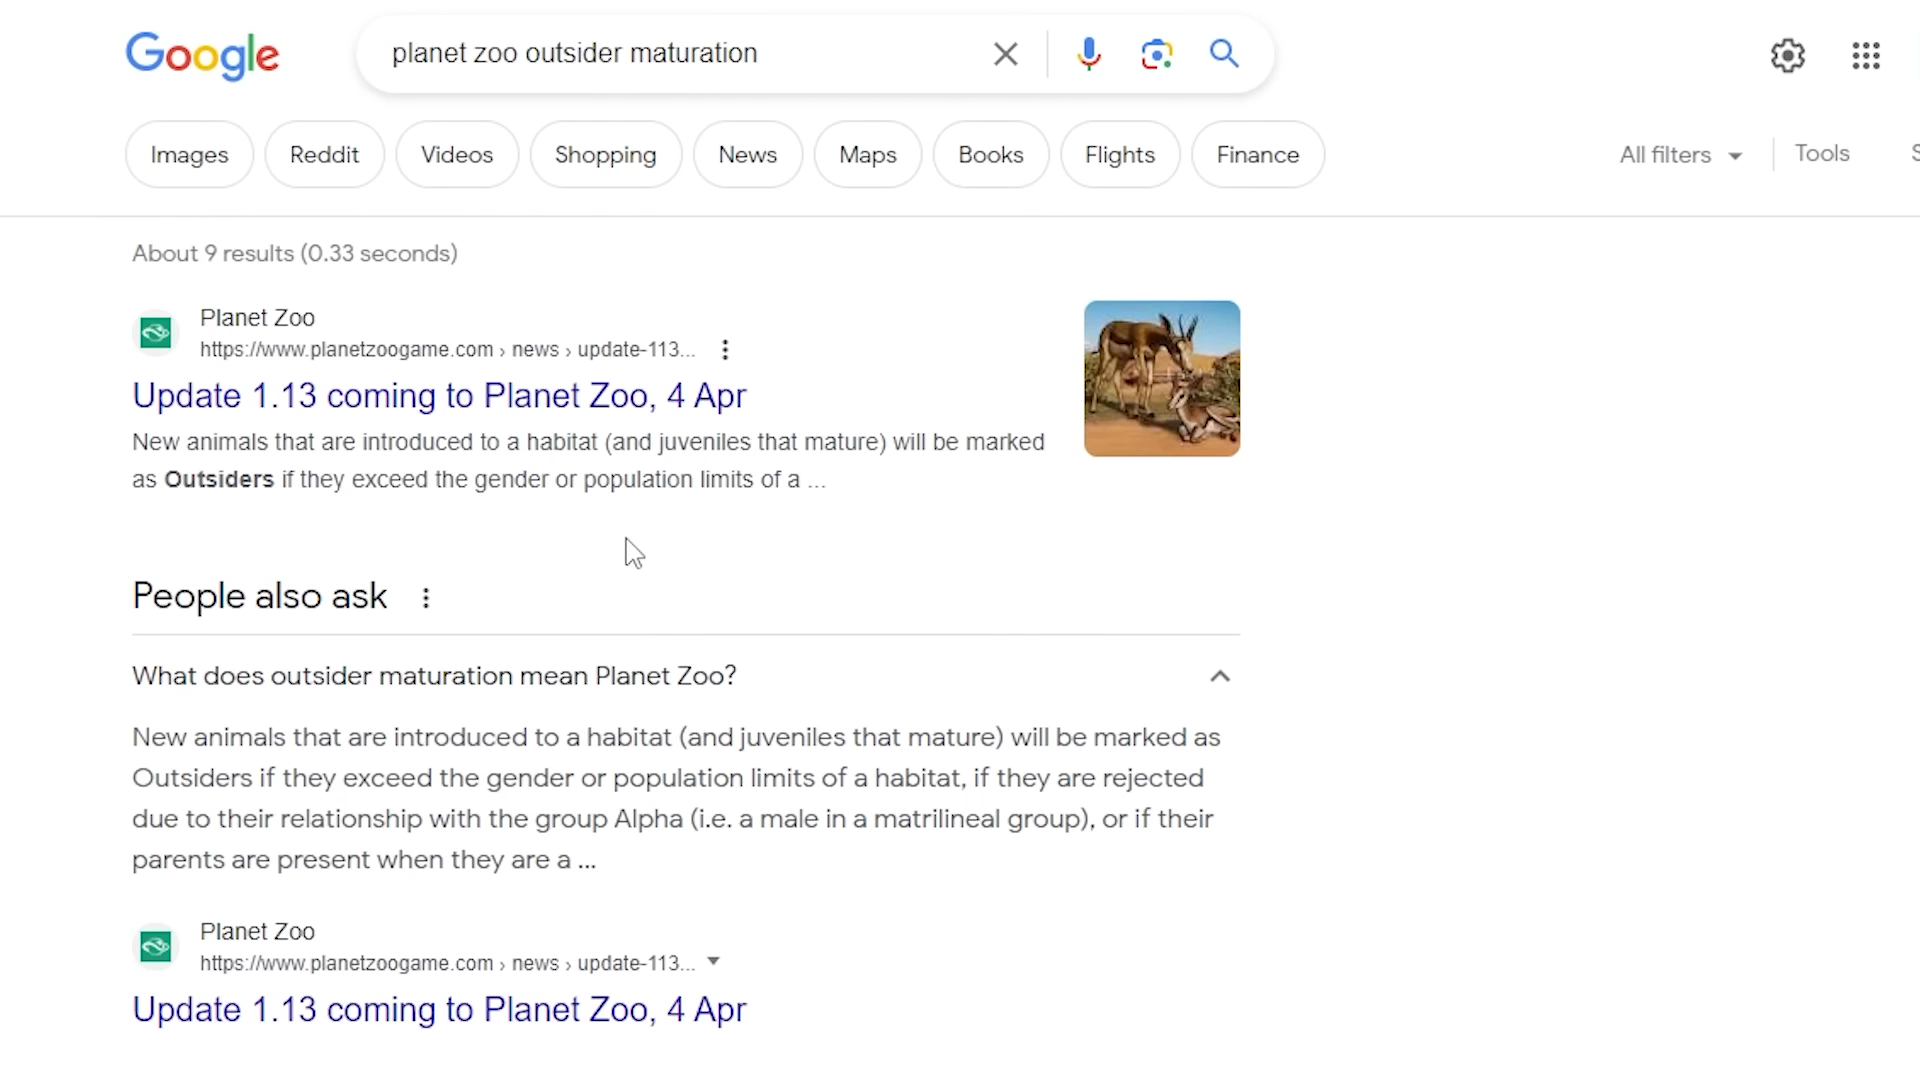 Google
planet zoo outsider maturation
Images Reddit Videos Shopping News Maps Books Flights Finance All filters Tools
About 9 results (0.33 seconds)
Planet Zoo
https://www.planetzoogame.com › news › update-113...
Update 1.13 coming to Planet Zoo, 4 Apr
New animals that are introduced to a habitat (and juveniles that mature) will be marked
as Outsiders if they exceed the gender or population limits of a ...
People also ask
What does outsider maturation mean Planet Zoo?
New animals that are introduced to a habitat (and juveniles that mature) will be marked as
Outsiders if they exceed the gender or population limits of a habitat, if they are rejected
due to their relationship with the group Alpha (i.e. a male in a matrilineal group), or if their
parents are present when they are a ...
Planet Zoo
https://www.planetzoogame.com › news › update-113...
Update 1.13 coming to Planet Zoo, 4 Apr